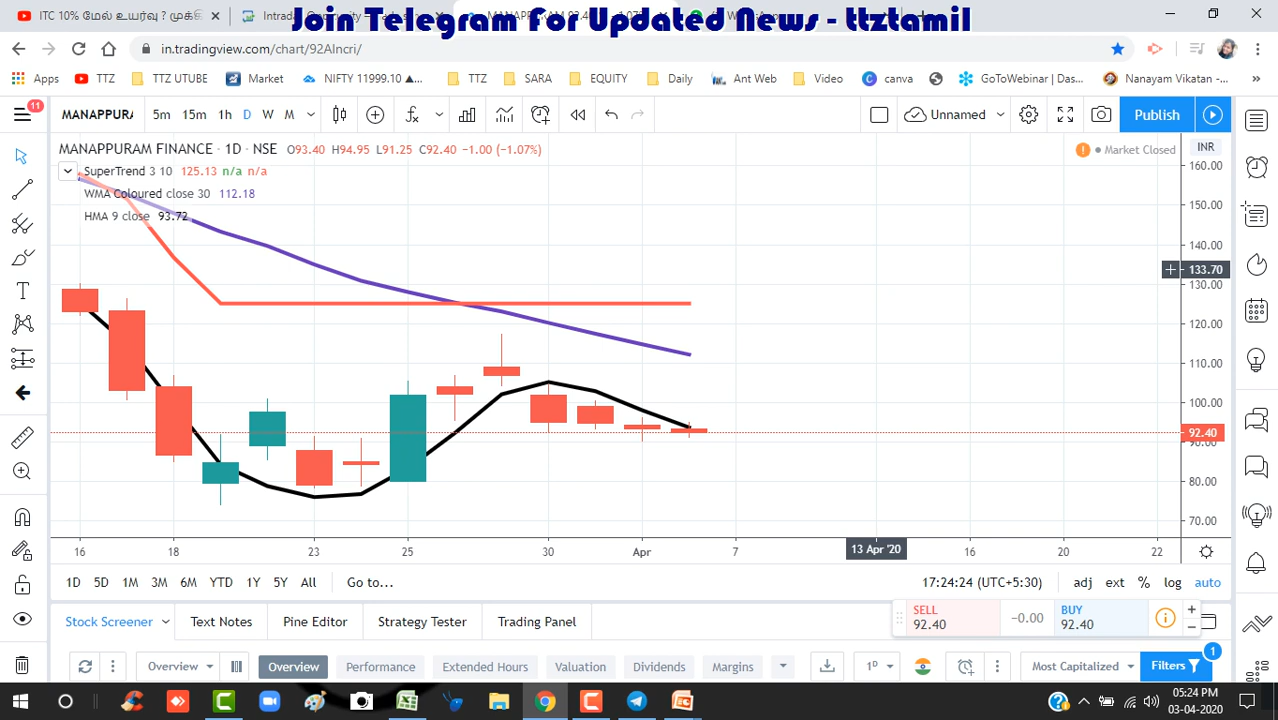 ITC 10% மேல் உயர்வு ? முகக்
Join Telegram For Updated News - ttztamil
in.tradingview.com/chart/92AIncri/
Apps TTZ TTZ UTUBE Market NIFTY 11999.10 ▲... TTZ SARA EQUITY Daily Ant Web Video canva GoToWebinar | Das... Nanayam Vikatan -... »
11 MANAPPURA 5m 15m 1h D W M Unnamed Publish
MANAPPURAM FINANCE · 1D · NSE O93.40 H94.95 L91.25 C92.40 −1.00 (−1.07%) Market Closed INR
SuperTrend 3 10 125.13 n/a n/a
WMA Coloured close 30 112.18
HMA 9 close 93.72
160.00
150.00
140.00
133.70
130.00
120.00
110.00
100.00
92.40
90.00
80.00
70.00
16 18 23 25 30 Apr 7 13 Apr '20 16 20 22
1D 5D 1M 3M 6M YTD 1Y 5Y All Go to... 17:24:24 (UTC+5:30) adj ext % log auto
Stock Screener Text Notes Pine Editor Strategy Tester Trading Panel
SELL 92.40 −0.00 BUY 92.40
Overview Overview Performance Extended Hours Valuation Dividends Margins 1D Most Capitalized Filters 1
05:24 PM
03-04-2020